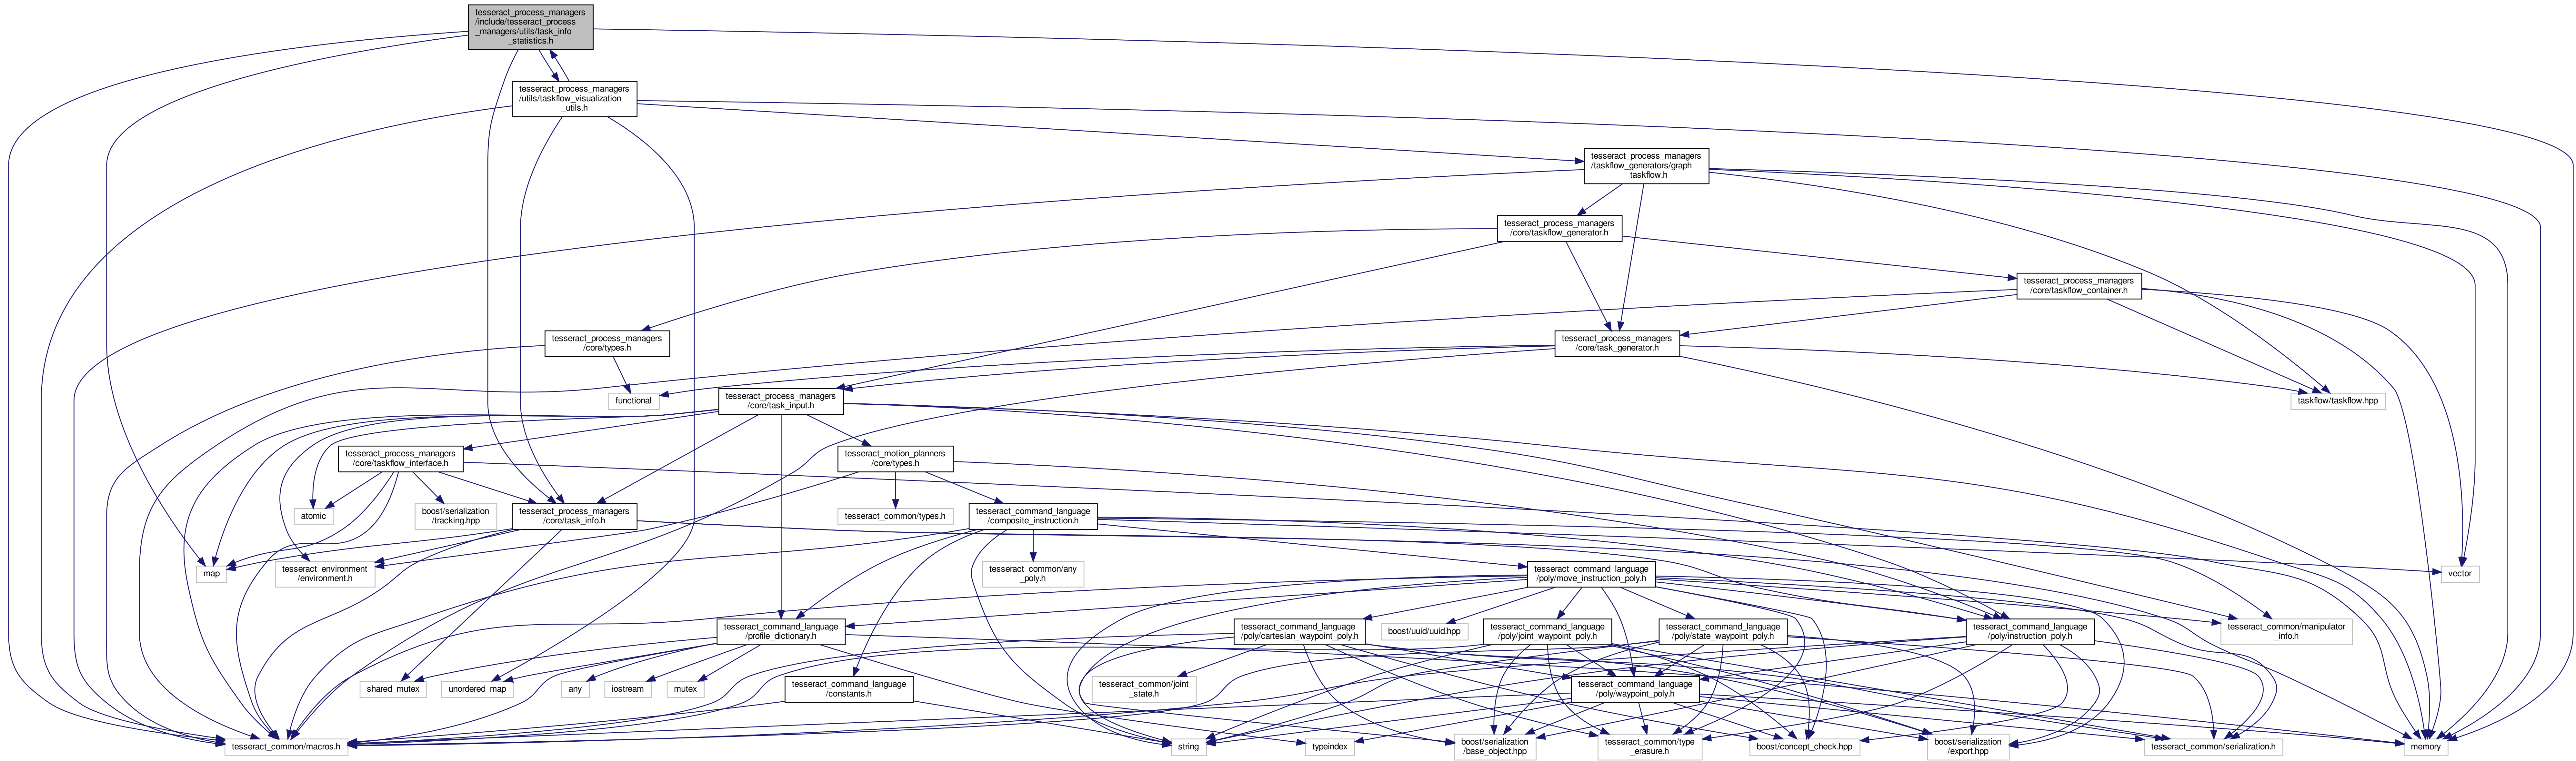 tesseract_process_managers
/include/tesseract_process
_managers/utils/task_info
_statistics.h
tesseract_process_managers
/utils/taskflow_visualization
_utils.h
tesseract_process_managers
/taskflow_generators/graph
_taskflow.h
tesseract_process_managers
/core/taskflow_generator.h
tesseract_process_managers
/core/taskflow_container.h
tesseract_process_managers
/core/types.h
tesseract_process_managers
/core/task_generator.h
functional
tesseract_process_managers
/core/task_input.h
taskflow/taskflow.hpp
tesseract_process_managers
/core/taskflow_interface.h
tesseract_motion_planners
/core/types.h
atomic
boost/serialization
/tracking.hpp
tesseract_process_managers
/core/task_info.h
tesseract_common/types.h
tesseract_command_language
/composite_instruction.h
map
tesseract_environment
/environment.h
tesseract_common/any
_poly.h
tesseract_command_language
/poly/move_instruction_poly.h
vector
tesseract_command_language
/profile_dictionary.h
tesseract_command_language
/poly/cartesian_waypoint_poly.h
boost/uuid/uuid.hpp
tesseract_command_language
/poly/joint_waypoint_poly.h
tesseract_command_language
/poly/state_waypoint_poly.h
tesseract_command_language
/poly/instruction_poly.h
tesseract_common/manipulator
_info.h
shared_mutex
unordered_map
any
iostream
mutex
tesseract_command_language
/constants.h
tesseract_common/joint
_state.h
tesseract_command_language
/poly/waypoint_poly.h
tesseract_common/macros.h
string
typeindex
boost/serialization
/base_object.hpp
tesseract_common/type
_erasure.h
boost/concept_check.hpp
boost/serialization
/export.hpp
tesseract_common/serialization.h
memory